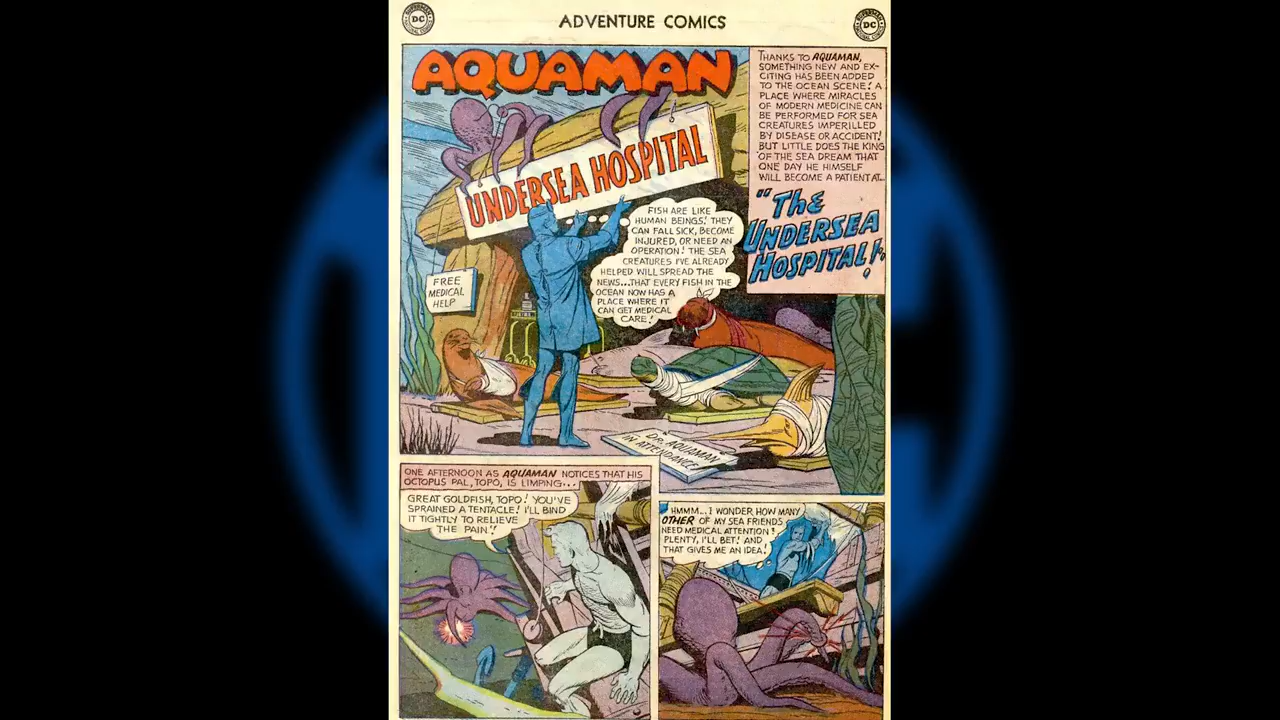 SUPERMAN
DC
NATIONAL COMICS
ADVENTURE COMICS
SUPERMAN
DC
NATIONAL COMICS
AQUAMAN
THANKS TO AQUAMAN,
SOMETHING NEW AND EX-
CITING HAS BEEN ADDED
TO THE OCEAN SCENE! A
PLACE WHERE MIRACLES
OF MODERN MEDICINE CAN
BE PERFORMED FOR SEA
CREATURES IMPERILLED
BY DISEASE OR ACCIDENT!
BUT LITTLE DOES THE KING
OF THE SEA DREAM THAT
ONE DAY HE HIMSELF
WILL BECOME A PATIENT AT...
"The
UNDERSEA
HOSPITAL!"
UNDERSEA HOSPITAL
FISH ARE LIKE
HUMAN BEINGS! THEY
CAN FALL SICK, BECOME
INJURED, OR NEED AN
OPERATION! THE SEA
CREATURES I'VE ALREADY
HELPED WILL SPREAD THE
NEWS...THAT EVERY FISH IN THE
OCEAN NOW HAS A
PLACE WHERE IT
CAN GET MEDICAL
CARE!
FREE
MEDICAL
HELP
DR. AQUAMAN
IN ATTENDANCE!
ONE AFTERNOON AS AQUAMAN NOTICES THAT HIS
OCTOPUS PAL, TOPO, IS LIMPING...
GREAT GOLDFISH, TOPO! YOU'VE
SPRAINED A TENTACLE! I'LL BIND
IT TIGHTLY TO RELIEVE
THE PAIN!
HMMM...I WONDER HOW MANY
OTHER OF MY SEA FRIENDS
NEED MEDICAL ATTENTION?
PLENTY, I'LL BET! AND
THAT GIVES ME AN IDEA!